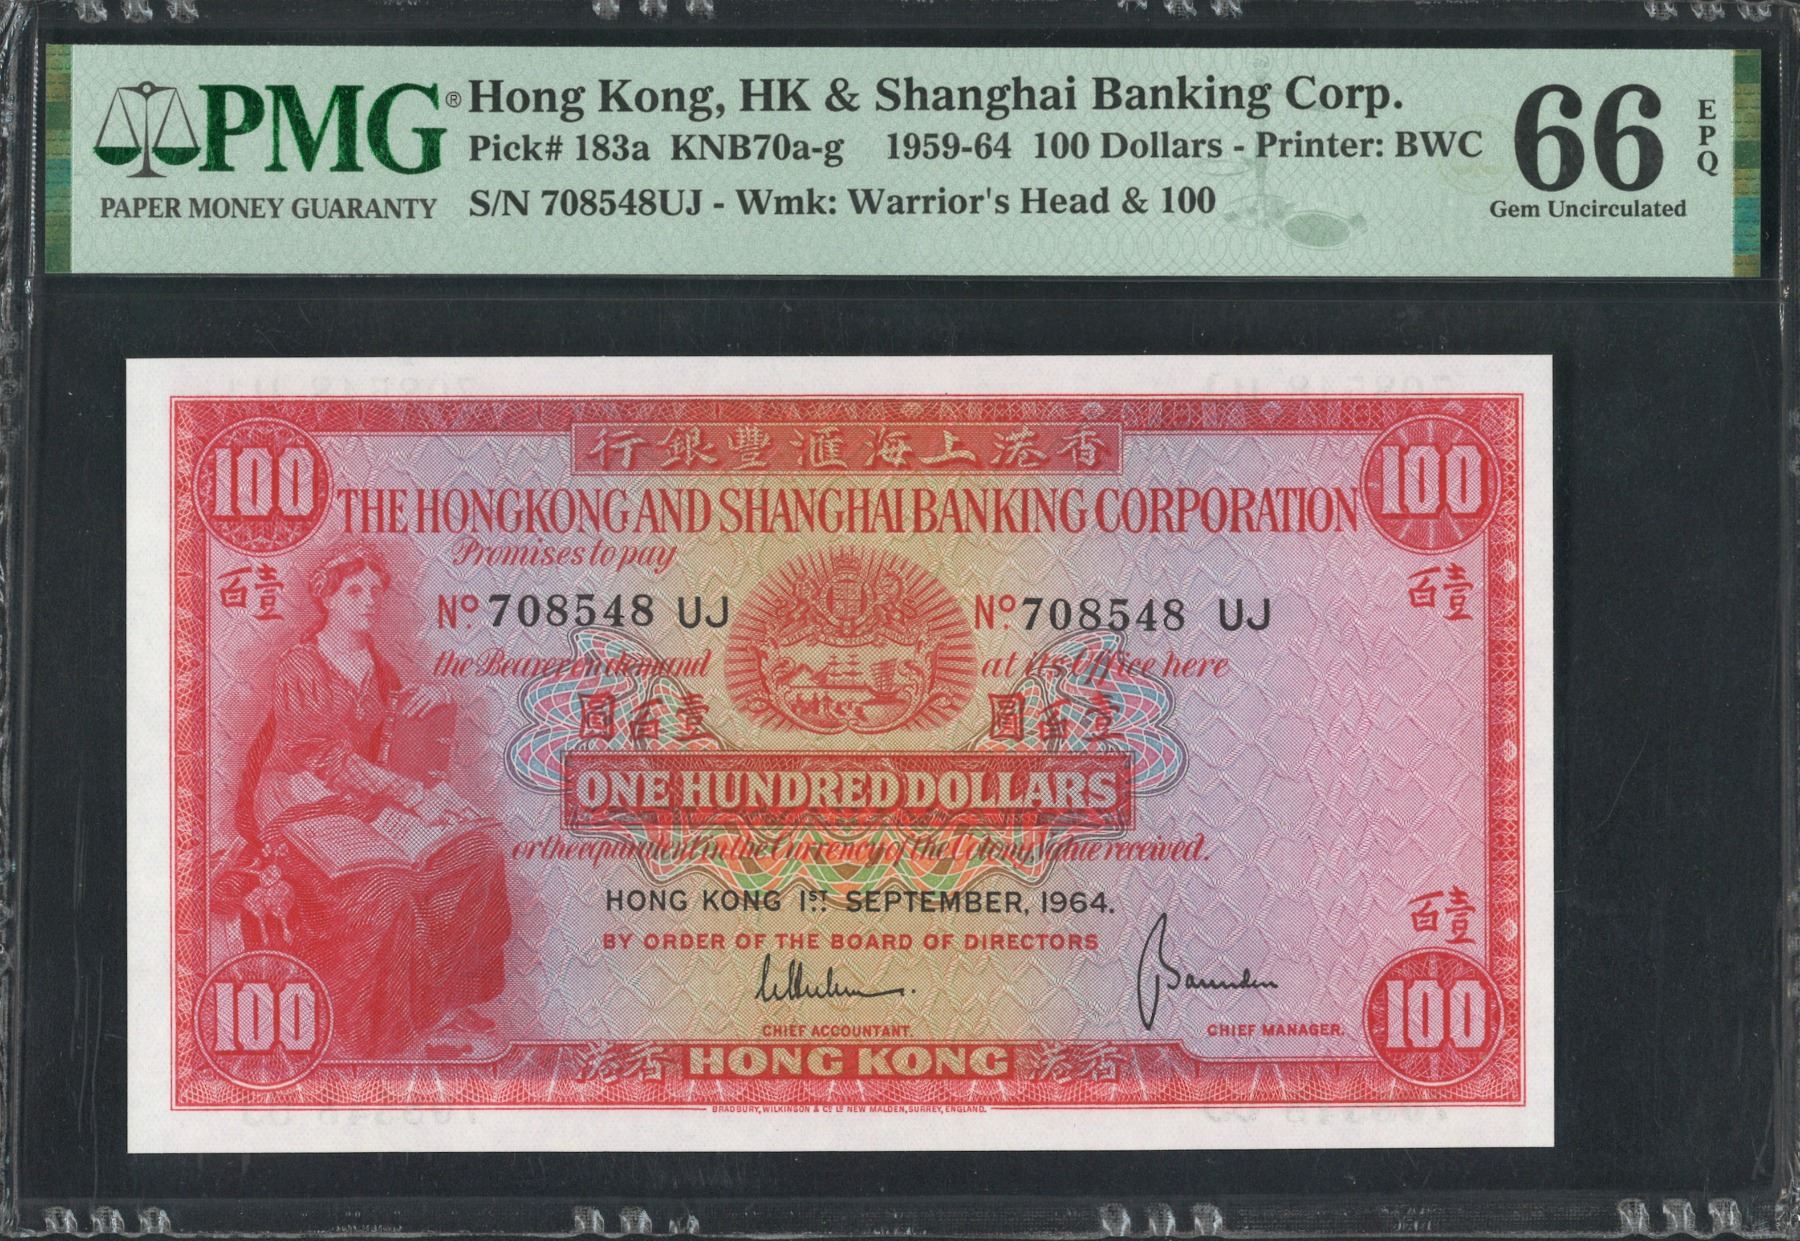 PMG® Hong Kong, HK & Shanghai Banking Corp. 66 EPQ
Pick# 183a KNB70a-g 1959-64 100 Dollars - Printer: BWC
PAPER MONEY GUARANTY S/N 708548UJ - Wmk: Warrior's Head & 100 Gem Uncirculated
行銀豐滙海上港香
100 100
THE HONGKONG AND SHANGHAI BANKING CORPORATION
Promises to pay
百壹 百壹
No. 708548 UJ No. 708548 UJ
the Bearer on demand at its Office here
圓百壹 圓百壹
ONE HUNDRED DOLLARS
or the equivalent in the Currency of the Colony, Value received.
HONG KONG 1ST SEPTEMBER, 1964.
百壹
BY ORDER OF THE BOARD OF DIRECTORS
100 100
CHIEF ACCOUNTANT. CHIEF MANAGER.
港香 HONG KONG 港香
BRADBURY, WILKINSON & Co. Ld. NEW MALDEN, SURREY, ENGLAND.